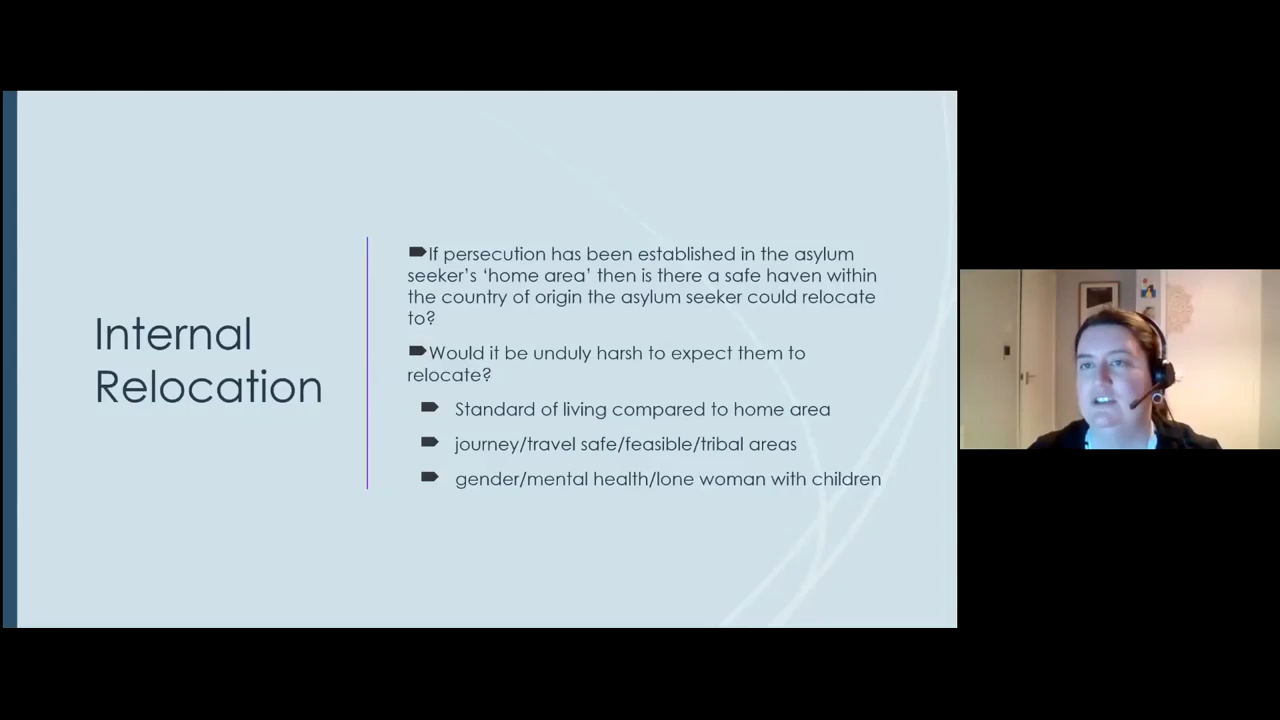 Internal
Relocation
If persecution has been established in the asylum
seeker's ‘home area’ then is there a safe haven within
the country of origin the asylum seeker could relocate
to?
Would it be unduly harsh to expect them to
relocate?
Standard of living compared to home area
journey/travel safe/feasible/tribal areas
gender/mental health/lone woman with children